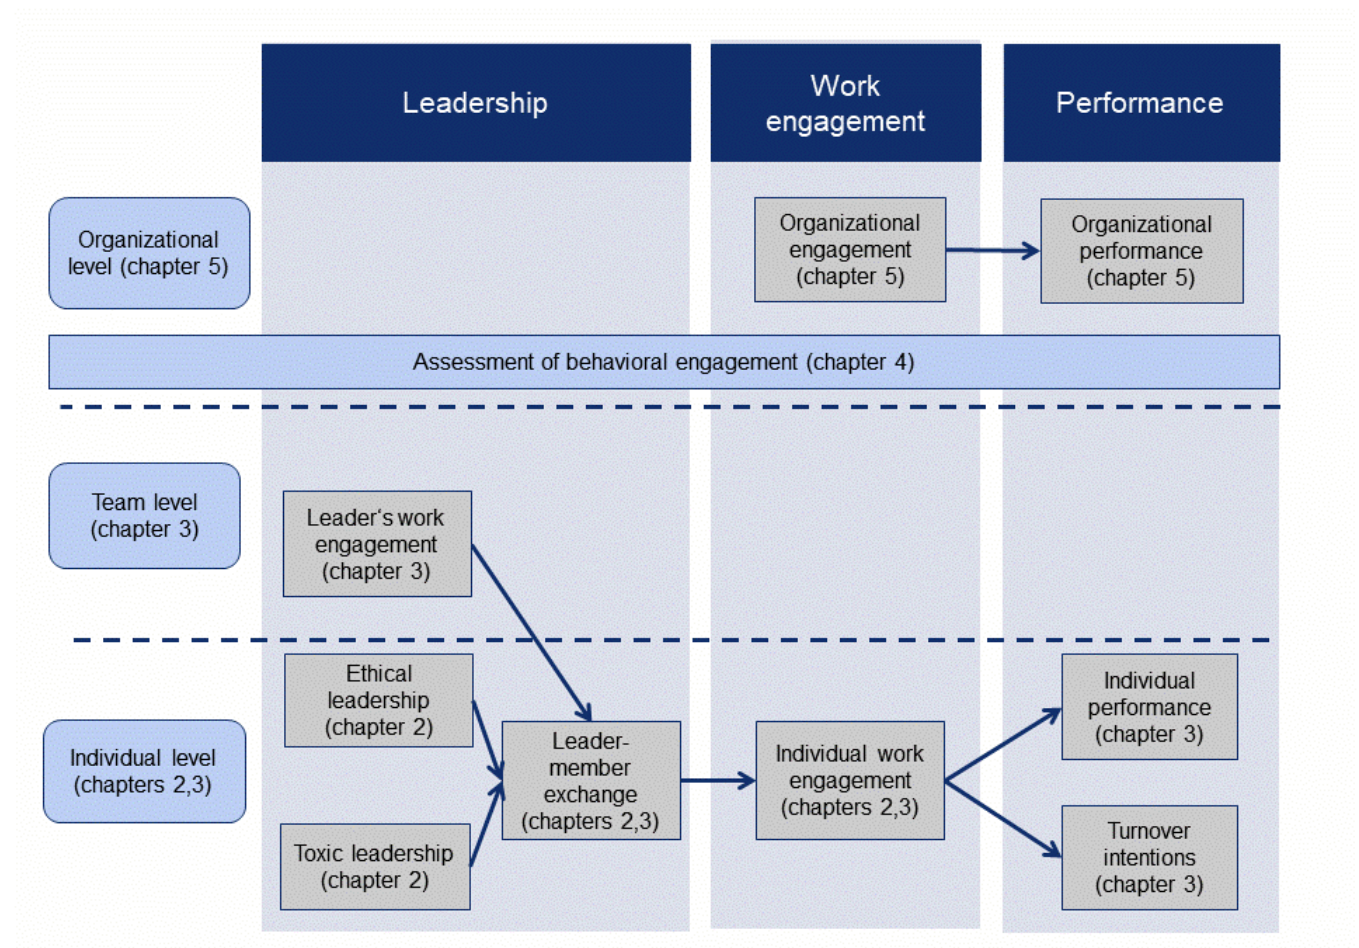 Leadership
Work
engagement
Performance
Organizational
level (chapter 5)
Organizational
engagement
(chapter 5)
Organizational
performance
(chapter 5)
Assessment of behavioral engagement (chapter 4)
Team level
(chapter 3)
Leader‘s work
engagement
(chapter 3)
Individual level
(chapters 2,3)
Ethical
leadership
(chapter 2)
Toxic leadership
(chapter 2)
Leader-
member
exchange
(chapters 2,3)
Individual work
engagement
(chapters 2,3)
Individual
performance
(chapter 3)
Turnover
intentions
(chapter 3)